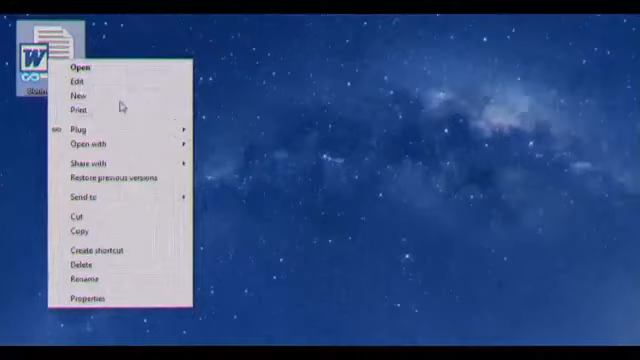 W
Open
Edit
New
Print
Plug
Open with
Share with
Restore previous versions
Send to
Cut
Copy
Create shortcut
Delete
Rename
Properties